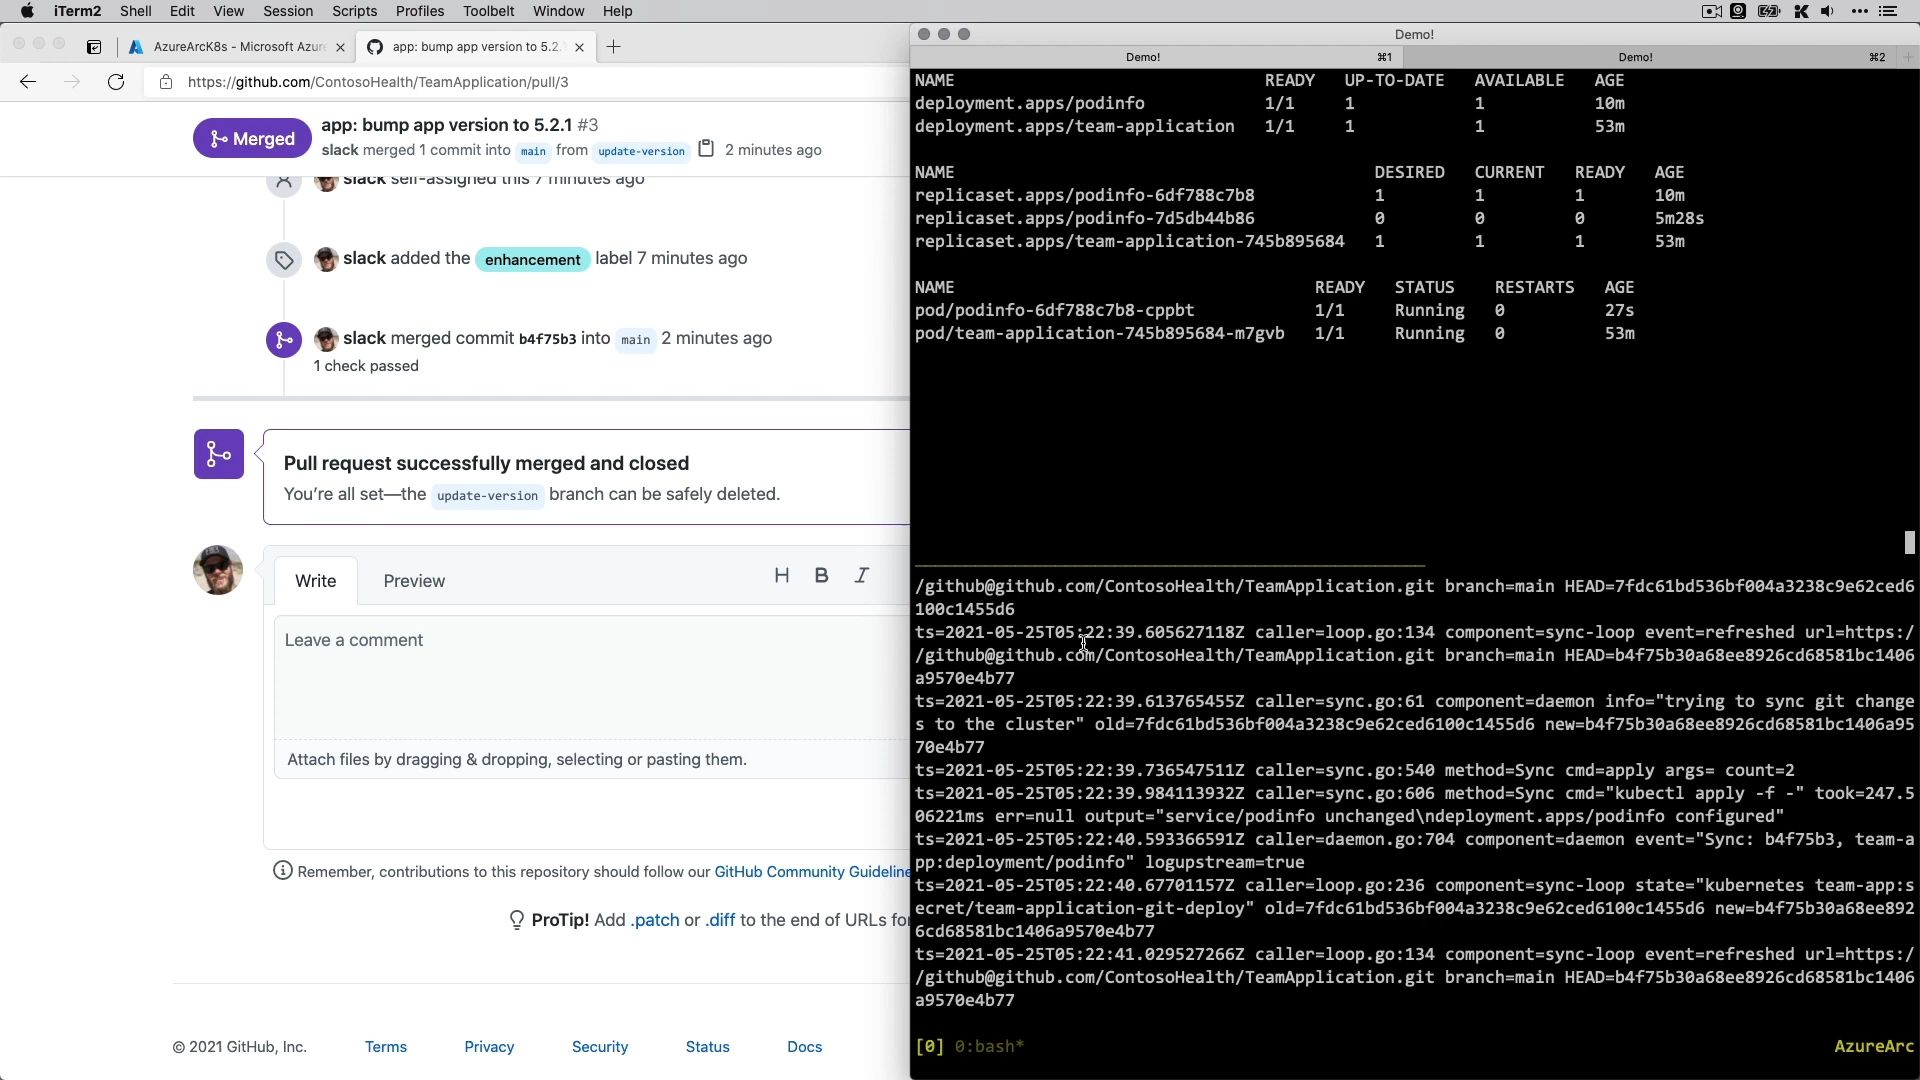 iTerm2 Shell Edit View Session Scripts Profiles Toolbelt Window Help
AzureArcK8s - Microsoft Azure
app: bump app version to 5.2.1
https://github.com/ContosoHealth/TeamApplication/pull/3
Merged
app: bump app version to 5.2.1 #3
slack merged 1 commit into main from update-version 2 minutes ago
slack self-assigned this 7 minutes ago
slack added the enhancement label 7 minutes ago
slack merged commit b4f75b3 into main 2 minutes ago
1 check passed
Pull request successfully merged and closed
You're all set—the update-version branch can be safely deleted.
Write Preview H B I
Leave a comment
Attach files by dragging & dropping, selecting or pasting them.
Remember, contributions to this repository should follow our GitHub Community Guideline
ProTip! Add .patch or .diff to the end of URLs for
© 2021 GitHub, Inc. Terms Privacy Security Status Docs
Demo!
Demo! ⌘1 Demo! ⌘2
NAME READY UP-TO-DATE AVAILABLE AGE
deployment.apps/podinfo 1/1 1 1 10m
deployment.apps/team-application 1/1 1 1 53m
NAME DESIRED CURRENT READY AGE
replicaset.apps/podinfo-6df788c7b8 1 1 1 10m
replicaset.apps/podinfo-7d5db44b86 0 0 0 5m28s
replicaset.apps/team-application-745b895684 1 1 1 53m
NAME READY STATUS RESTARTS AGE
pod/podinfo-6df788c7b8-cppbt 1/1 Running 0 27s
pod/team-application-745b895684-m7gvb 1/1 Running 0 53m
/github@github.com/ContosoHealth/TeamApplication.git branch=main HEAD=7fdc61bd536bf004a3238c9e62ced6
100c1455d6
ts=2021-05-25T05:22:39.605627118Z caller=loop.go:134 component=sync-loop event=refreshed url=https:/
/github@github.com/ContosoHealth/TeamApplication.git branch=main HEAD=b4f75b30a68ee8926cd68581bc1406
a9570e4b77
ts=2021-05-25T05:22:39.613765455Z caller=sync.go:61 component=daemon info="trying to sync git change
s to the cluster" old=7fdc61bd536bf004a3238c9e62ced6100c1455d6 new=b4f75b30a68ee8926cd68581bc1406a95
70e4b77
ts=2021-05-25T05:22:39.736547511Z caller=sync.go:540 method=Sync cmd=apply args= count=2
ts=2021-05-25T05:22:39.984113932Z caller=sync.go:606 method=Sync cmd="kubectl apply -f -" took=247.5
06221ms err=null output="service/podinfo unchanged\ndeployment.apps/podinfo configured"
ts=2021-05-25T05:22:40.593366591Z caller=daemon.go:704 component=daemon event="Sync: b4f75b3, team-a
pp:deployment/podinfo" logupstream=true
ts=2021-05-25T05:22:40.67701157Z caller=loop.go:236 component=sync-loop state="kubernetes team-app:s
ecret/team-application-git-deploy" old=7fdc61bd536bf004a3238c9e62ced6100c1455d6 new=b4f75b30a68ee892
6cd68581bc1406a9570e4b77
ts=2021-05-25T05:22:41.029527266Z caller=loop.go:134 component=sync-loop event=refreshed url=https:/
/github@github.com/ContosoHealth/TeamApplication.git branch=main HEAD=b4f75b30a68ee8926cd68581bc1406
a9570e4b77
[0] 0:bash* AzureArc